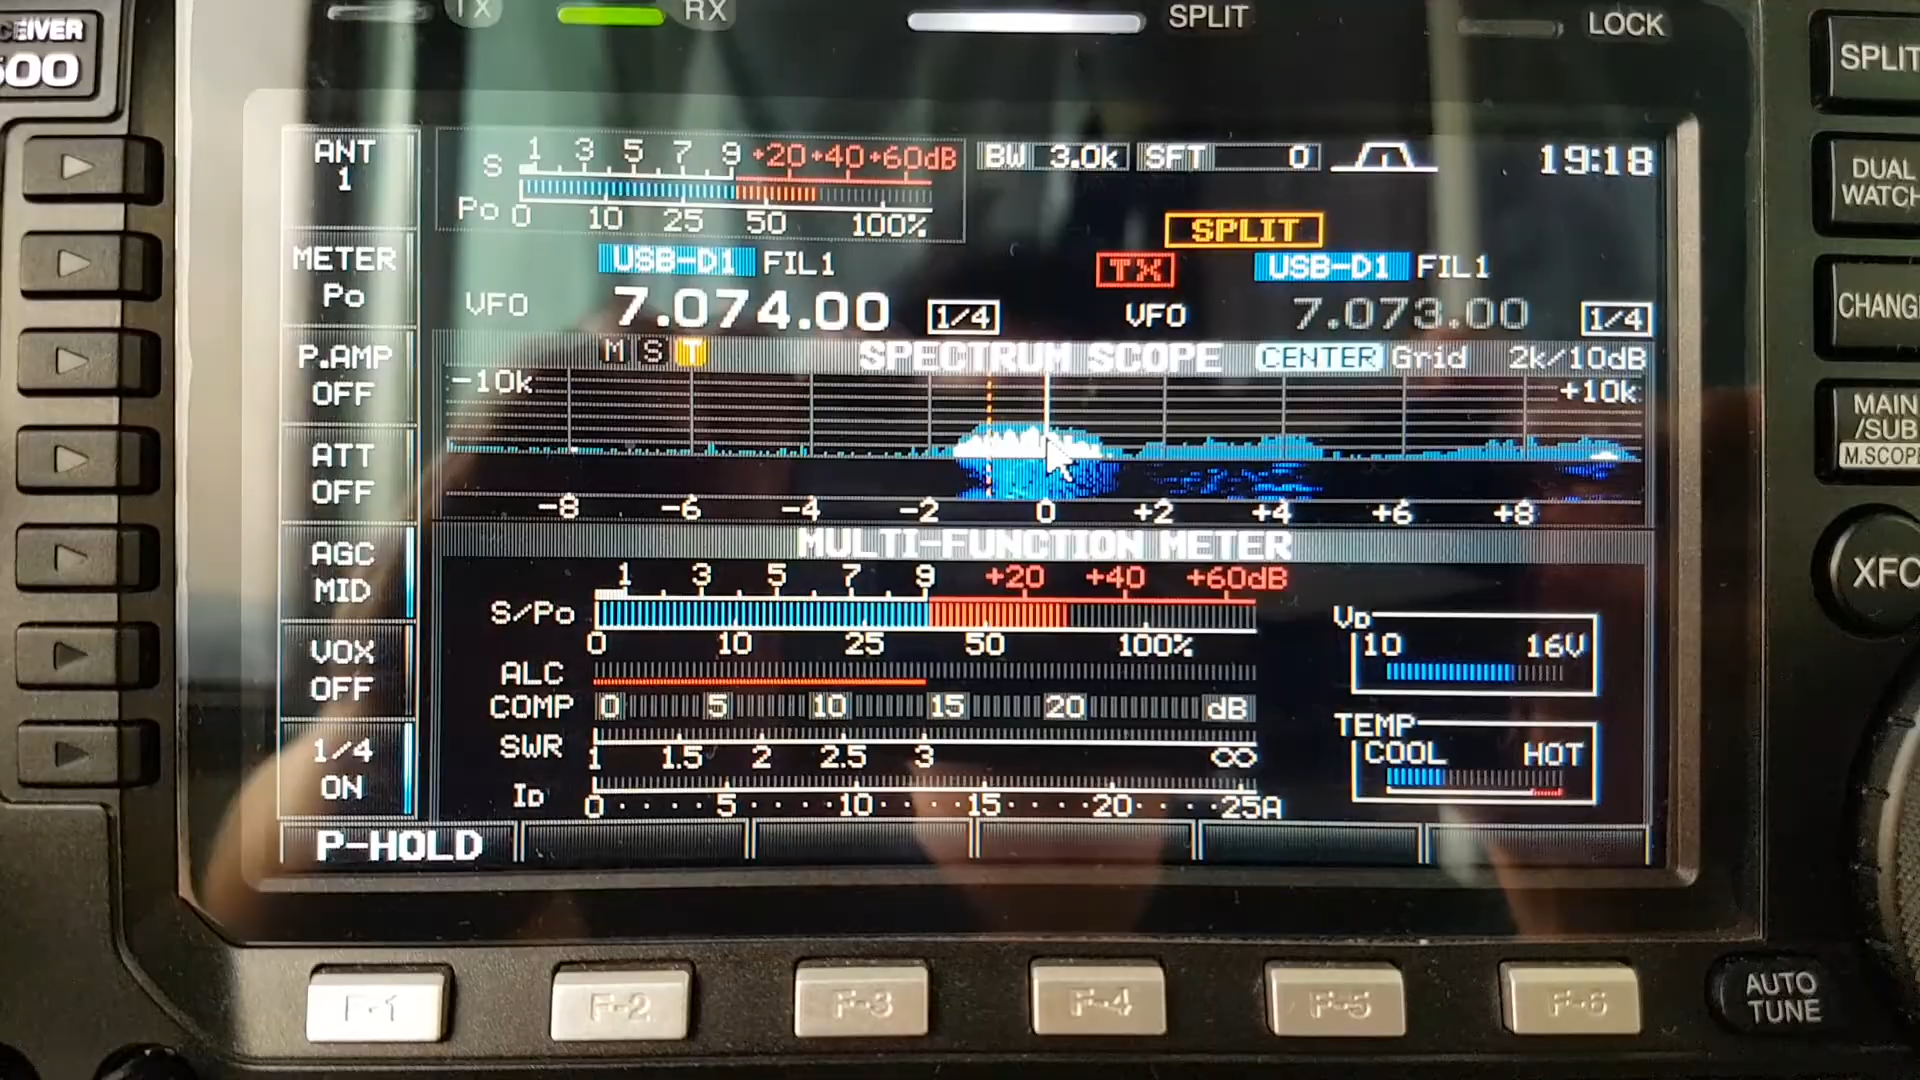 TX RX SPLIT LOCK
CEIVER
600
SPLIT
DUAL
WATCH
CHANG
MAIN
/SUB
M.SCOP
XFC
AUTO
TUNE
ANT
1
METER
Po
P.AMP
OFF
ATT
OFF
AGC
MID
VOX
OFF
1/4
ON
S 1 3 5 7 9 +20 +40 +60dB
Po 0 10 25 50 100%
BW 3.0k SFT 0
19:18
SPLIT
USB-D1 FIL1 TX USB-D1 FIL1
VFO 7.074.00 1/4 VFO 7.073.00 1/4
M S T SPECTRUM SCOPE CENTER Grid 2k/10dB
-10k +10k
-8 -6 -4 -2 0 +2 +4 +6 +8
MULTI-FUNCTION METER
1 3 5 7 9 +20 +40 +60dB
S/Po
0 10 25 50 100%
ALC
COMP 0 5 10 15 20 dB
SWR 1 1.5 2 2.5 3 ∞
ID 0 5 10 15 20 25A
VD
10 16V
TEMP
COOL HOT
P-HOLD
F-1 F-2 F-3 F-4 F-5 F-6